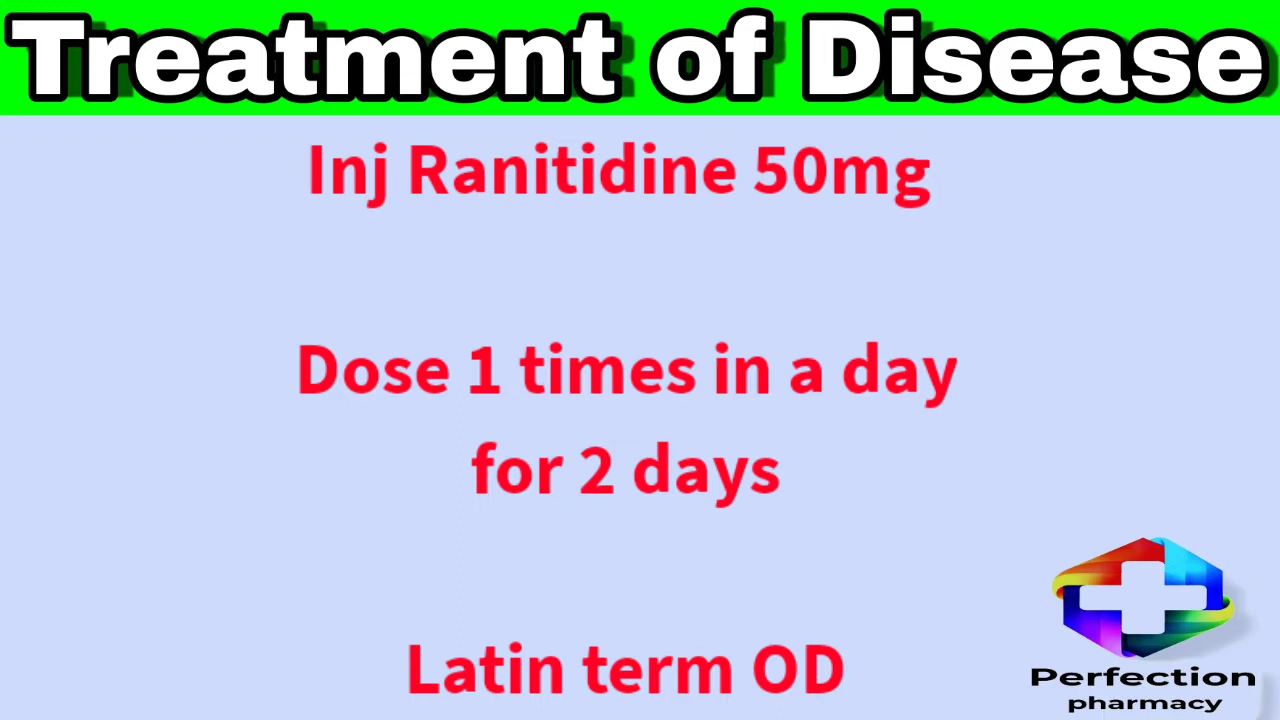 Treatment of Disease
Inj Ranitidine 50mg
Dose 1 times in a day
for 2 days
Latin term OD
Perfection
pharmacy